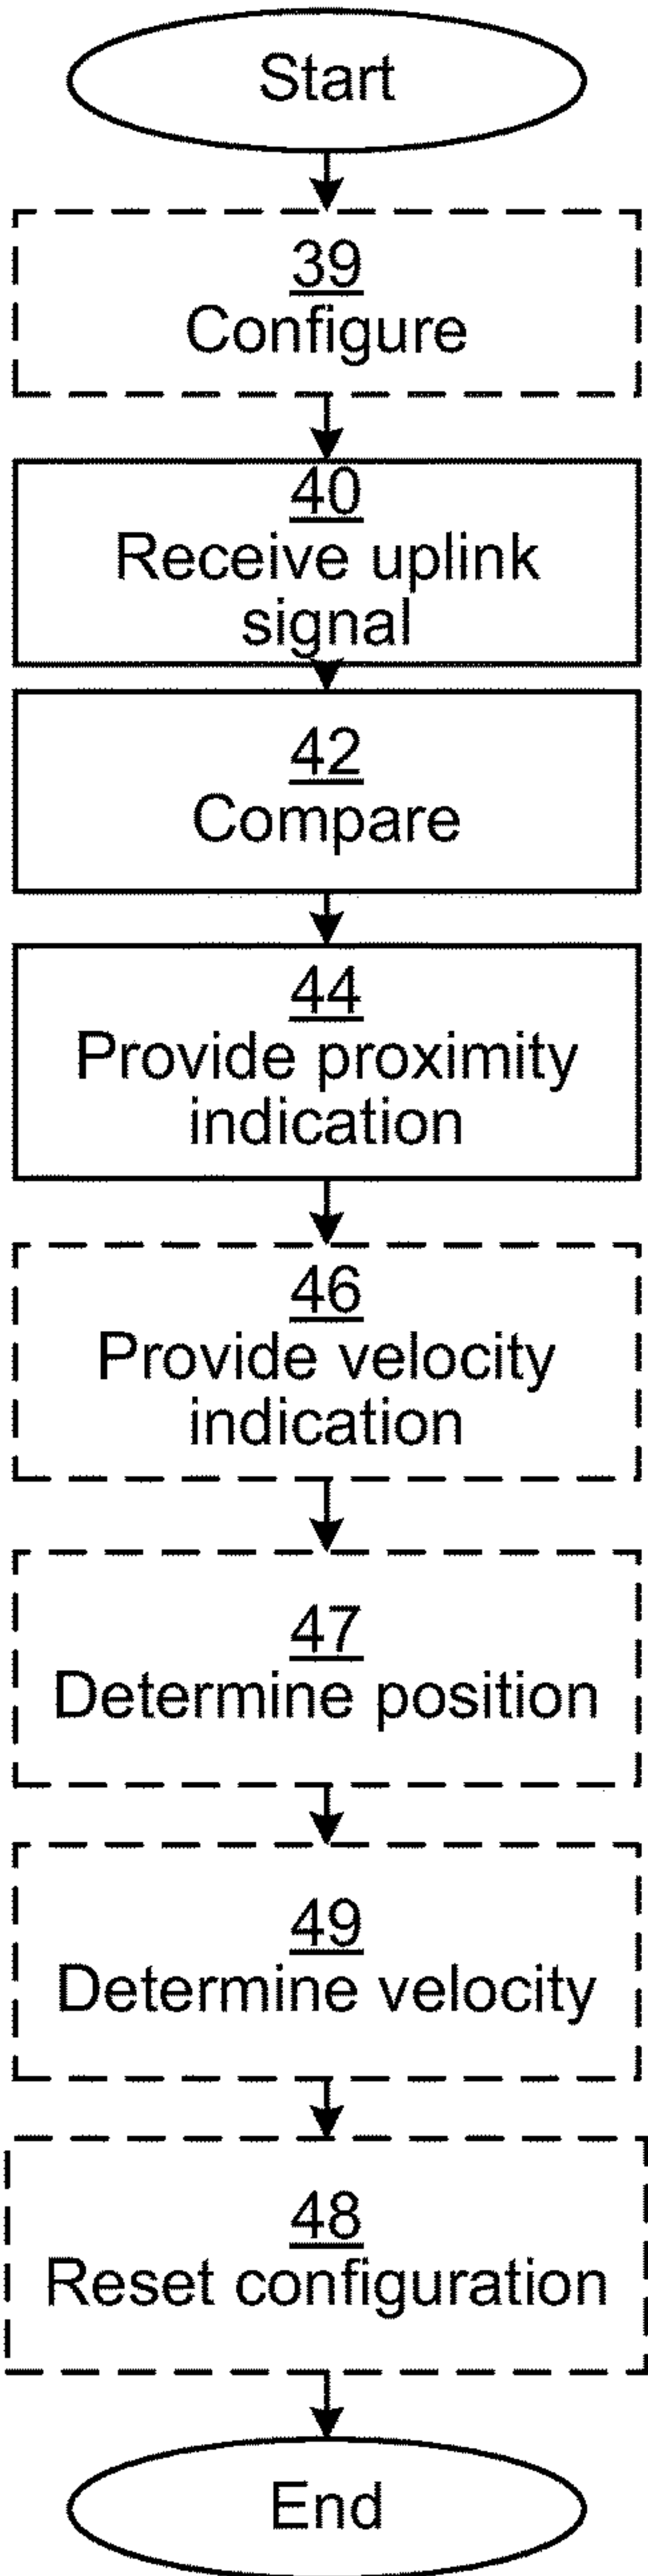 Start
39
Configure
40
Receive uplink
signal
42
Compare
44
Provide proximity
indication
46
Provide velocity
indication
47
Determine position
49
Determine velocity
48
Reset configuration
End